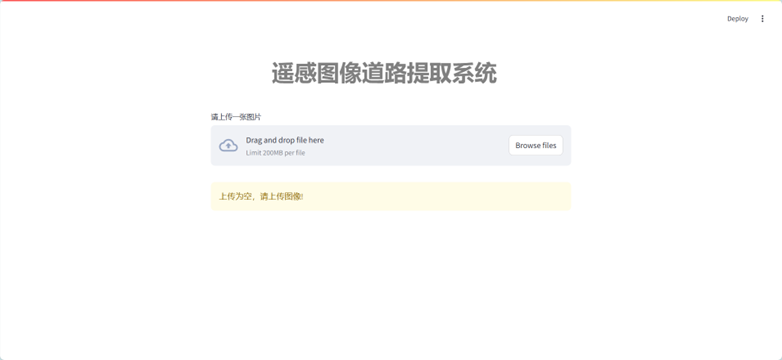 Deploy
遥感图像道路提取系统
请上传一张图片
Drag and drop file here
Limit 200MB per file
Browse files
上传为空，请上传图像!